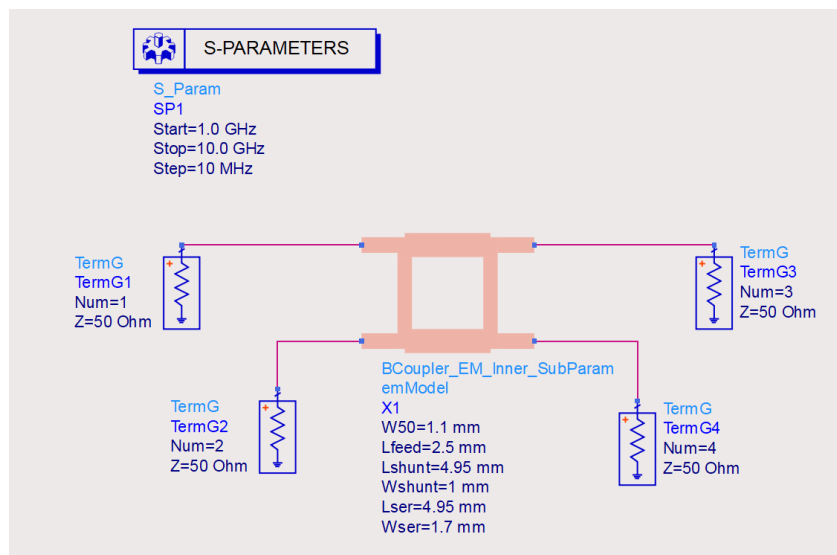 S-PARAMETERS
S_Param
SP1
Start=1.0 GHz
Stop=10.0 GHz
Step=10 MHz
TermG
TermG1
Num=1
Z=50 Ohm
+
TermG
TermG3
Num=3
Z=50 Ohm
+
TermG
TermG2
Num=2
Z=50 Ohm
+
BCoupler_EM_Inner_SubParam
emModel
X1
W50=1.1 mm
Lfeed=2.5 mm
Lshunt=4.95 mm
Wshunt=1 mm
Lser=4.95 mm
Wser=1.7 mm
TermG
TermG4
Num=4
Z=50 Ohm
+